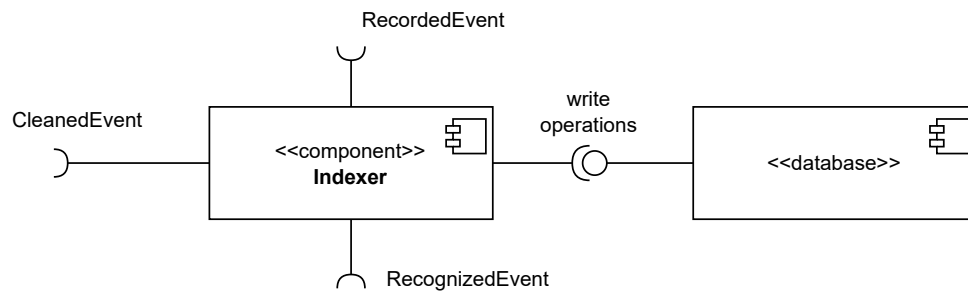 RecordedEvent
CleanedEvent
<<component>>
Indexer
write
operations
<<database>>
RecognizedEvent